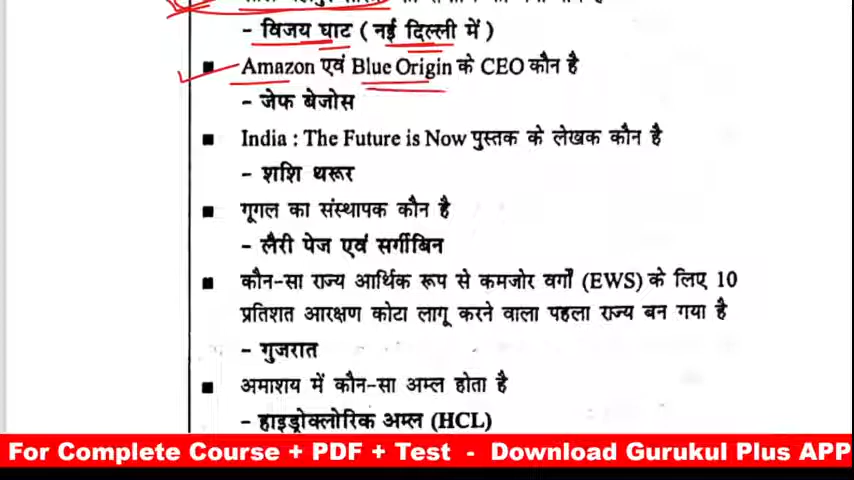 - विजय घाट ( नई दिल्ली में )
■ Amazon एवं Blue Origin के CEO कौन है
- जेफ बेजोस
■ India : The Future is Now पुस्तक के लेखक कौन है
- शशि थरूर
■ गूगल का संस्थापक कौन है
- लैरी पेज एवं सर्गीबिन
■ कौन-सा राज्य आर्थिक रूप से कमजोर वर्गों (EWS) के लिए 10
प्रतिशत आरक्षण कोटा लागू करने वाला पहला राज्य बन गया है
- गुजरात
■ अमाशय में कौन-सा अम्ल होता है
- हाइड्रोक्लोरिक अम्ल (HCL)
For Complete Course + PDF + Test - Download Gurukul Plus APP